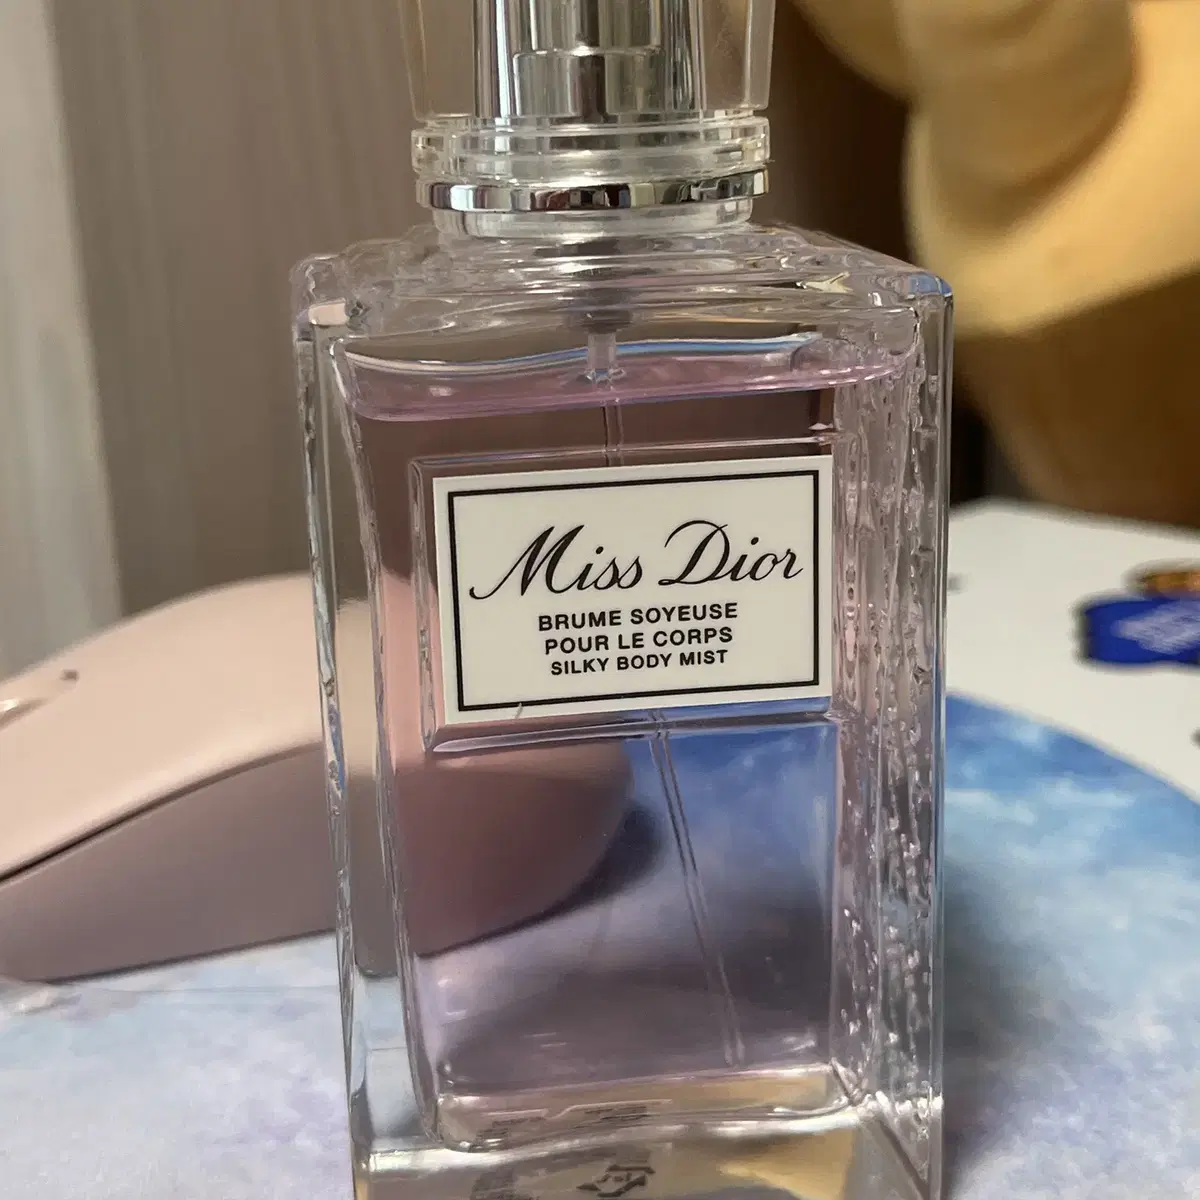 Miss Dior
BRUME SOYEUSE
POUR LE CORPS
SILKY BODY MIST